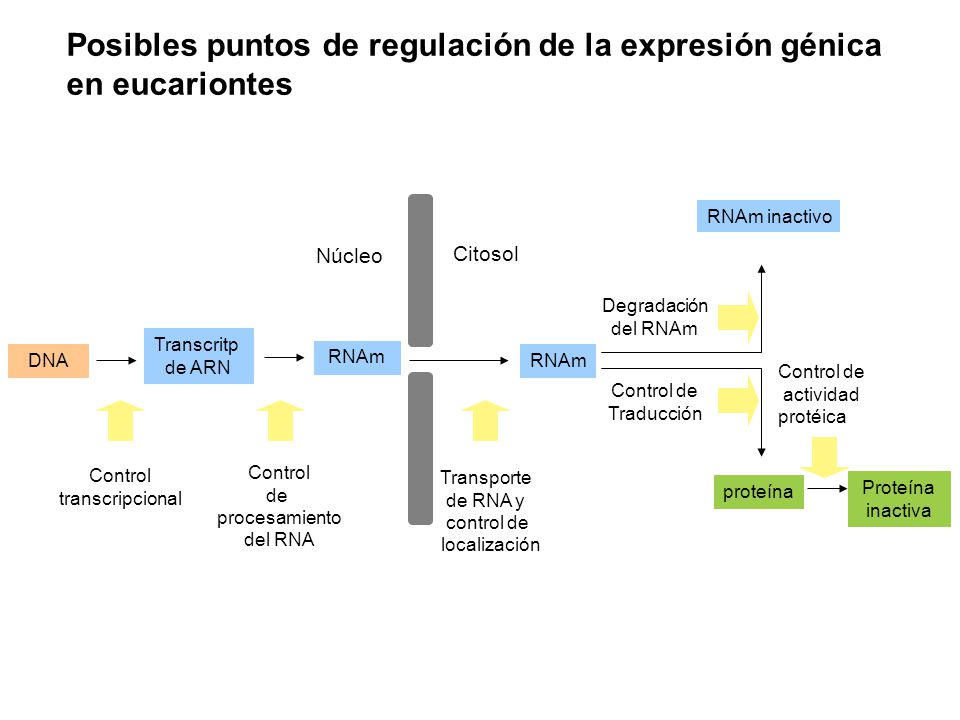 Posibles puntos de regulación de la expresión génica
en eucariontes
RNAm inactivo
Núcleo
Citosol
Degradación
del RNAm
DNA
Transcritp
de ARN
RNAm
RNAm
Control de
Traducción
Control de
actividad
protéica
Control
transcripcional
Control
de
procesamiento
del RNA
Transporte
de RNA y
control de
localización
proteína
Proteína
inactiva